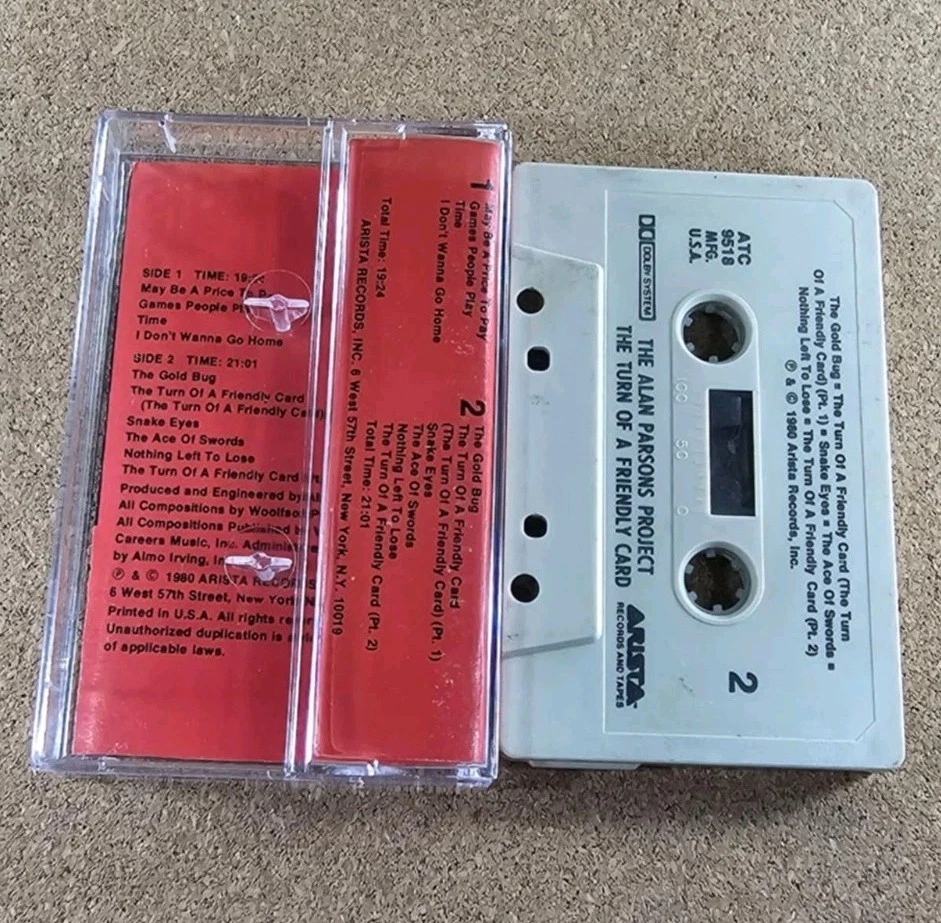 SIDE 1 TIME: 19:
May Be A Price T
Games People Pl
Time
I Don't Wanna Go Home
SIDE 2 TIME: 21:01
The Gold Bug
The Turn Of A Friendly Card
(The Turn Of A Friendly Card)
Snake Eyes
The Ace Of Swords
Nothing Left To Lose
The Turn Of A Friendly Card
Produced and Engineered by
All Compositions by Woolfso
All Compositions Published
Careers Music, Inc. Adminis
by Almo Irving, In
℗ & © 1980 ARISTA RECORDS
6 West 57th Street, New York N
Printed in U.S.A. All rights reser
Unauthorized duplication is a
of applicable laws.
1
May Be A Price To Pay
Games People Play
Time
I Don't Wanna Go Home
Total Time: 19:24
2
The Gold Bug
The Turn Of A Friendly Card
(The Turn Of A Friendly Card) (Pt. 1)
Snake Eyes
The Ace Of Swords
Nothing Left To Lose
The Turn Of A Friendly Card (Pt. 2)
Total Time: 21:01
ARISTA RECORDS, INC. 6 West 57th Street, New York, N.Y. 10019
The Gold Bug ▪ The Turn Of A Friendly Card (The Turn
Of A Friendly Card) (Pt. 1) ▪ Snake Eyes ▪ The Ace Of Swords ▪
Nothing Left To Lose ▪ The Turn Of A Friendly Card (Pt. 2)
℗ & © 1980 Arista Records, Inc.
ATC
9518
MFG.
U.S.A.
2
100 50 0
DOLBY SYSTEM
THE ALAN PARSONS PROJECT
THE TURN OF A FRIENDLY CARD
ARISTA
RECORDS AND TAPES